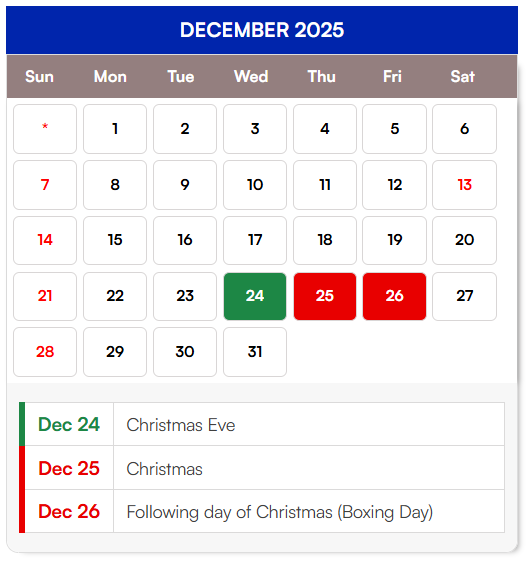 DECEMBER 2025
Sun Mon Tue Wed Thu Fri Sat
* 1 2 3 4 5 6
7 8 9 10 11 12 13
14 15 16 17 18 19 20
21 22 23 24 25 26 27
28 29 30 31
Dec 24 Christmas Eve
Dec 25 Christmas
Dec 26 Following day of Christmas (Boxing Day)